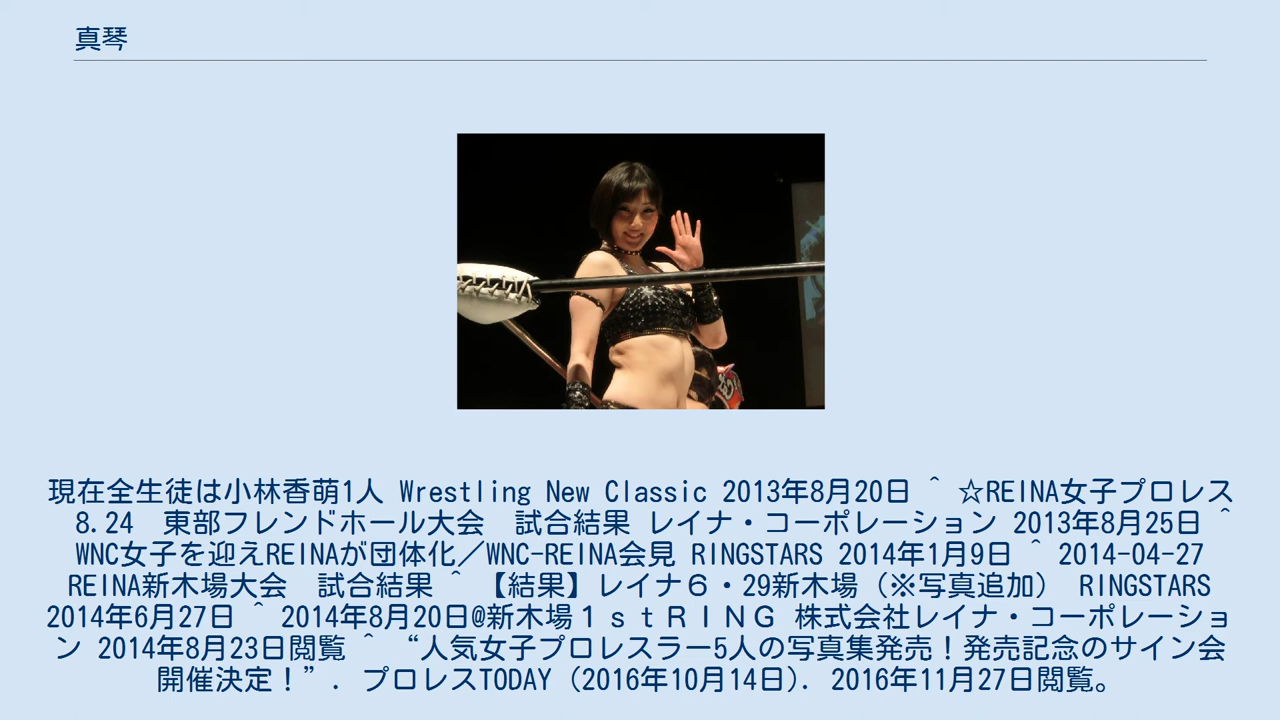 真琴
現在全生徒は小林香萌1人 Wrestling New Classic 2013年8月20日 ^ ☆REINA女子プロレス
8.24　東部フレンドホール大会　試合結果 レイナ・コーポレーション 2013年8月25日 ^
WNC女子を迎えREINAが団体化／WNC-REINA会見 RINGSTARS 2014年1月9日 ^ 2014-04-27
REINA新木場大会　試合結果 ^ 【結果】レイナ６・29新木場（※写真追加） RINGSTARS
2014年6月27日 ^ 2014年8月20日@新木場１ｓｔＲＩＮＧ 株式会社レイナ・コーポレーショ
ン 2014年8月23日閲覧 ^ “人気女子プロレスラー5人の写真集発売！発売記念のサイン会
開催決定！”. プロレスTODAY (2016年10月14日). 2016年11月27日閲覧。